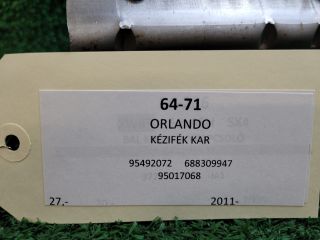 64-71
ORLANDO
KÉZIFÉK KAR
95492072 688309947
95017068
27,- 2011-